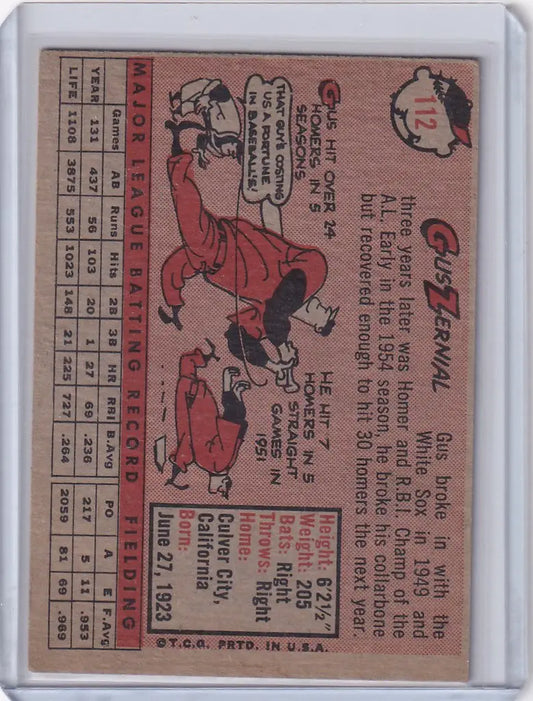 112
GUS ZERNIAL
Gus broke in with the
White Sox in 1949 and
three years later was Homer and R.B.I. Champ of the
A.L. Early in the 1954 season, he broke his collarbone
but recovered enough to hit 30 homers the next year.
GUS HIT OVER 24
HOMERS IN 5
SEASONS
THAT GUY'S COSTING
US A FORTUNE
IN BASEBALL'S!
HE HIT 7
HOMERS IN 5
STRAIGHT
GAMES IN
1951
Height: 6'2½"
Weight: 205
Bats: Right
Throws: Right
Home:
Culver City,
California
Born:
June 27, 1923
© T.C.G. PRTD. IN U.S.A.
MAJOR LEAGUE BATTING RECORD FIELDING
Games AB Runs Hits 2B 3B HR RBI B.Avg PO A E F.Avg
YEAR 131 437 56 103 20 1 27 69 .236 217 5 11 .953
LIFE 1108 3875 553 1023 148 21 225 727 .264 2059 81 69 .969